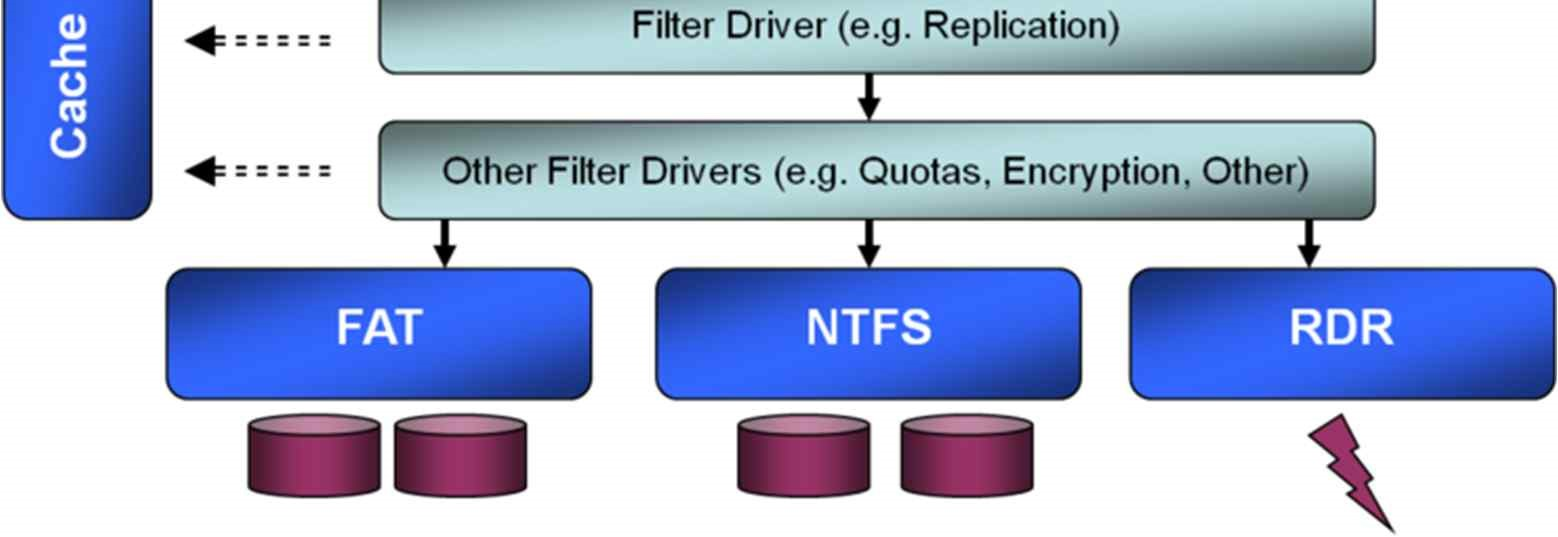 Cache
Filter Driver (e.g. Replication)
Other Filter Drivers (e.g. Quotas, Encryption, Other)
FAT
NTFS
RDR